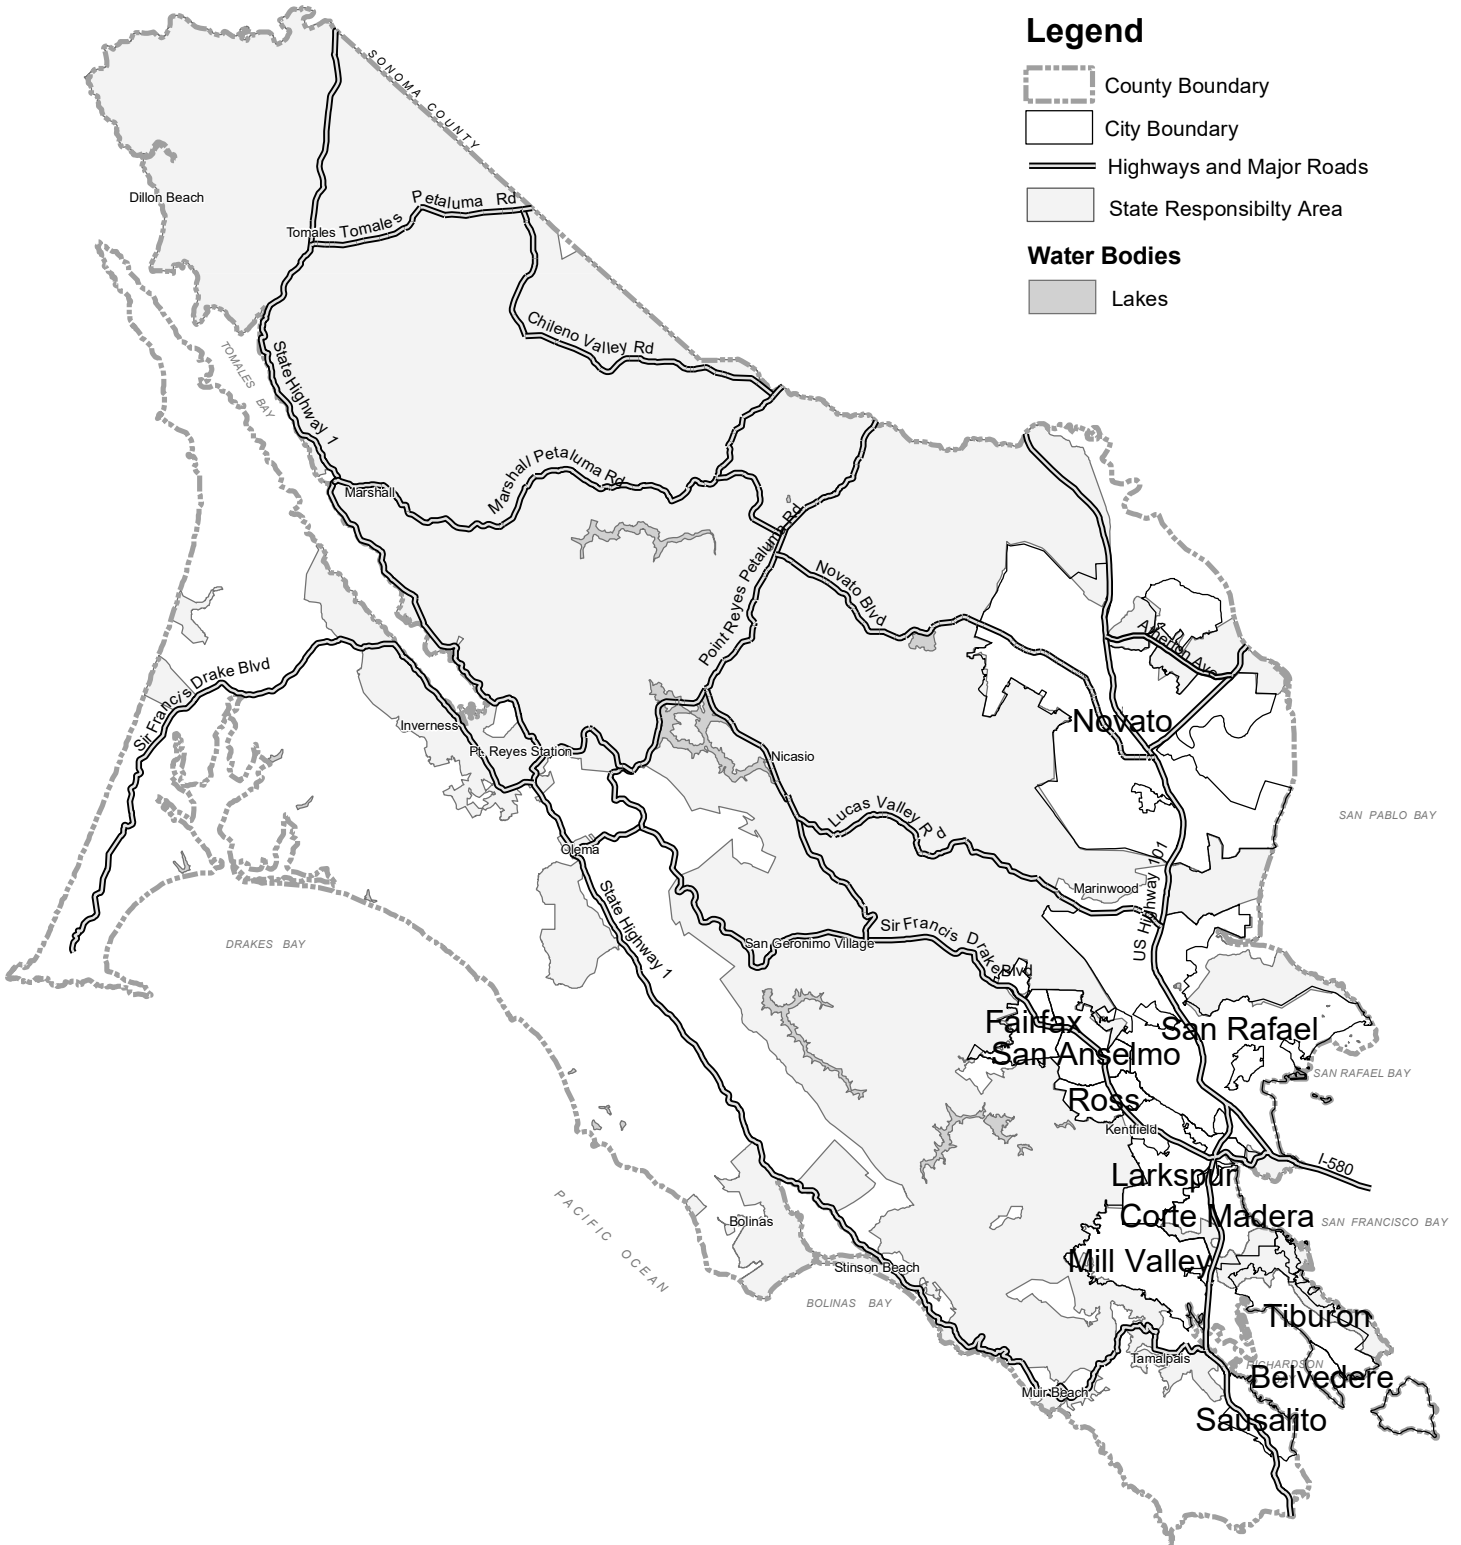 Legend
County Boundary
City Boundary
Highways and Major Roads
State Responsibilty Area
Water Bodies
Lakes
SONOMA COUNTY
Dillon Beach
Petaluma Rd
Tomales
Tomales
Chileno Valley Rd
TOMALES BAY
State Highway 1
Marshall Petaluma Rd
Marshall
Point Reyes Petaluma Rd
Novato Blvd
Atherton Ave
Sir Francis Drake Blvd
Inverness
Novato
Pt. Reyes Station
Nicasio
SAN PABLO BAY
Lucas Valley Rd
Olema
Marinwood
US Highway 101
State Highway 1
DRAKES BAY
San Geronimo Village
Sir Francis Drake Blvd
Fairfax
San Rafael
San Anselmo
SAN RAFAEL BAY
Ross
Kentfield
I-580
Larkspur
PACIFIC OCEAN
Bolinas
Corte Madera
SAN FRANCISCO BAY
Mill Valley
Stinson Beach
BOLINAS BAY
Tiburon
Tamalpais
RICHARDSON
Belvedere
Muir Beach
Sausalito